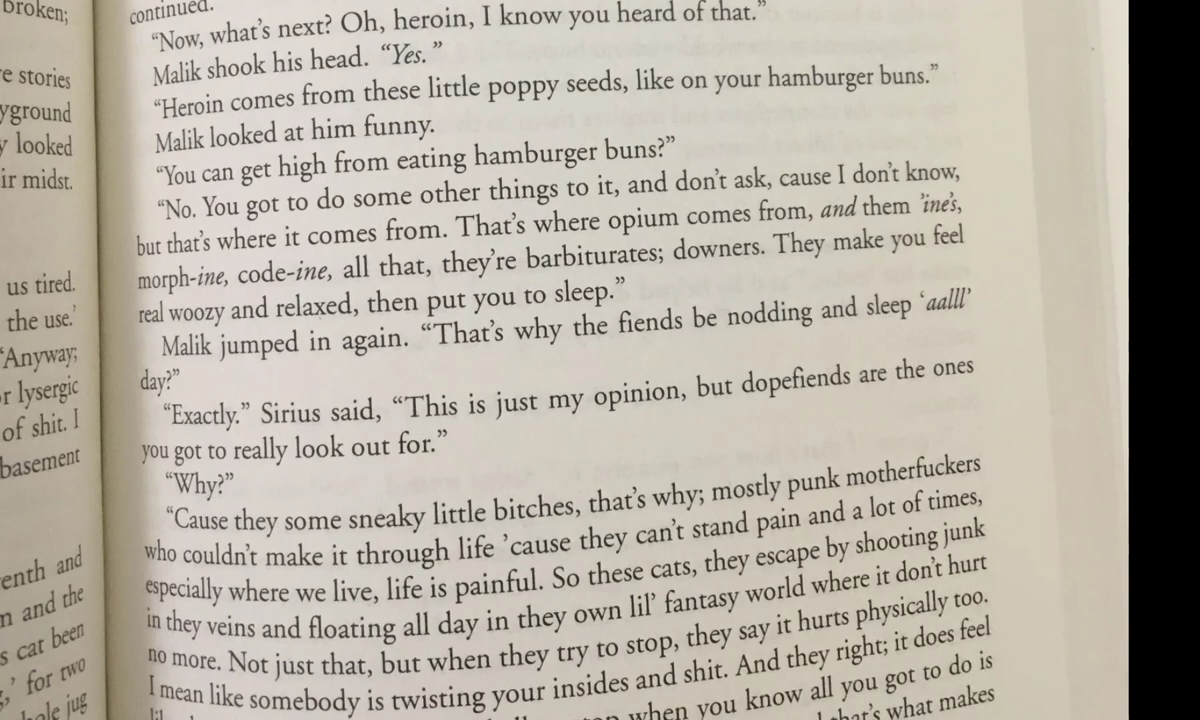 broken;
re stories
yground
y looked
ir midst.
us tired.
the use.'
'Anyway;
or lysergic
of shit. I
basement
enth and
n and the
s cat been
,' for two
hole jug
continued.
“Now, what’s next? Oh, heroin, I know you heard of that.”
Malik shook his head. “Yes.”
“Heroin comes from these little poppy seeds, like on your hamburger buns.”
Malik looked at him funny.
“You can get high from eating hamburger buns?”
“No. You got to do some other things to it, and don’t ask, cause I don’t know,
but that’s where it comes from. That’s where opium comes from, and them ’ine’s,
morph-ine, code-ine, all that, they’re barbiturates; downers. They make you feel
real woozy and relaxed, then put you to sleep.”
Malik jumped in again. “That’s why the fiends be nodding and sleep ‘aalll’
day?”
“Exactly.” Sirius said, “This is just my opinion, but dopefiends are the ones
you got to really look out for.”
“Why?”
“Cause they some sneaky little bitches, that’s why; mostly punk motherfuckers
who couldn’t make it through life ’cause they can’t stand pain and a lot of times,
especially where we live, life is painful. So these cats, they escape by shooting junk
in they veins and floating all day in they own lil’ fantasy world where it don’t hurt
no more. Not just that, but when they try to stop, they say it hurts physically too.
I mean like somebody is twisting your insides and shit. And they right; it does feel
when you know all you got to do is
that’s what makes